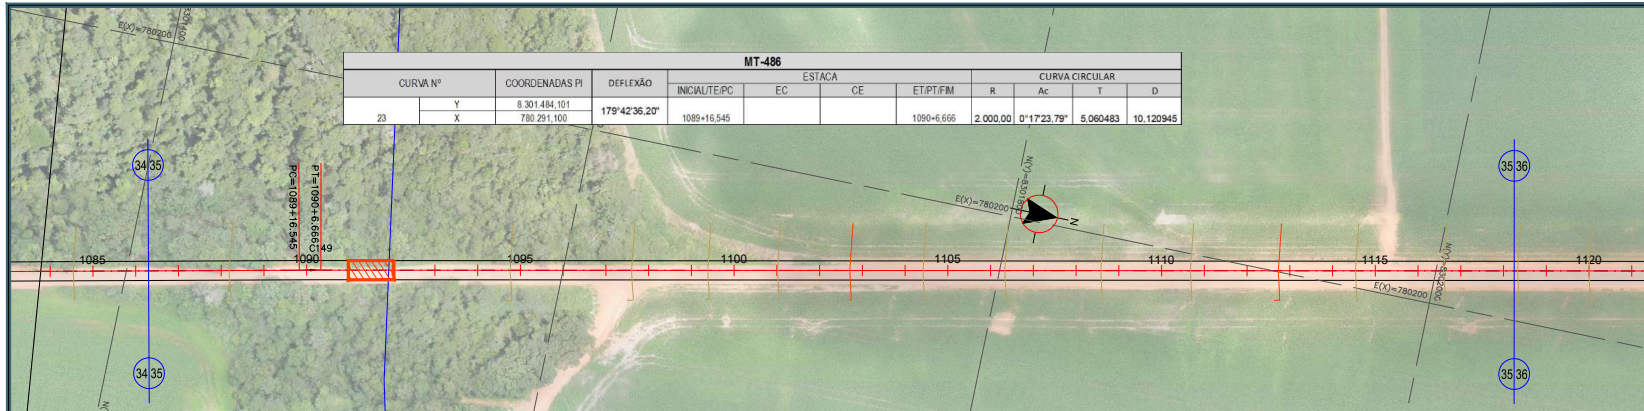 E(X)=780200
8301400
MT-486
CURVA Nº COORDENADAS PI DEFLEXÃO ESTACA CURVA CIRCULAR
INICIAL/TE/PC EC CE ET/PT/FIM R Ac T D
23 Y 8.301.484,101 179°42'36,20" 1089+16,545 1090+6,666 2.000,00 0°17'23,79" 5,060483 10,120945
X 780.291,100
34 35
PC=1089+16.545
PT=1090+6.666
C149
E(X)=780200
N
35 36
1085 1090 1095 1100 1105 1110 1115 1120
E(X)=780200
34 35
35 36